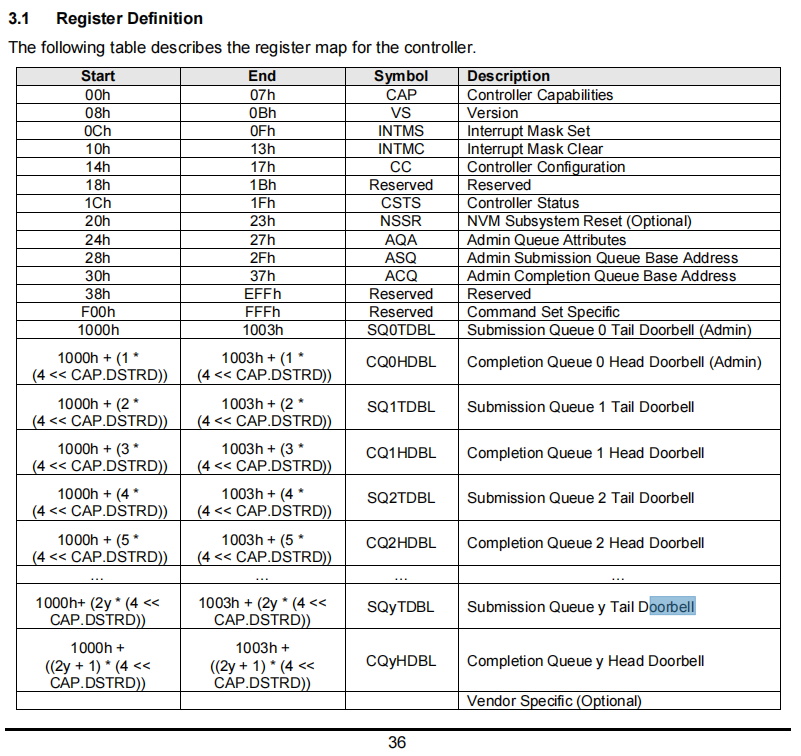 3.1 Register Definition
The following table describes the register map for the controller.
Start End Symbol Description
00h 07h CAP Controller Capabilities
08h 0Bh VS Version
0Ch 0Fh INTMS Interrupt Mask Set
10h 13h INTMC Interrupt Mask Clear
14h 17h CC Controller Configuration
18h 1Bh Reserved Reserved
1Ch 1Fh CSTS Controller Status
20h 23h NSSR NVM Subsystem Reset (Optional)
24h 27h AQA Admin Queue Attributes
28h 2Fh ASQ Admin Submission Queue Base Address
30h 37h ACQ Admin Completion Queue Base Address
38h EFFh Reserved Reserved
F00h FFFh Reserved Command Set Specific
1000h 1003h SQ0TDBL Submission Queue 0 Tail Doorbell (Admin)
1000h + (1 * 1003h + (1 *
(4 << CAP.DSTRD)) (4 << CAP.DSTRD)) CQ0HDBL Completion Queue 0 Head Doorbell (Admin)
1000h + (2 * 1003h + (2 *
(4 << CAP.DSTRD)) (4 << CAP.DSTRD)) SQ1TDBL Submission Queue 1 Tail Doorbell
1000h + (3 * 1003h + (3 *
(4 << CAP.DSTRD)) (4 << CAP.DSTRD)) CQ1HDBL Completion Queue 1 Head Doorbell
1000h + (4 * 1003h + (4 *
(4 << CAP.DSTRD)) (4 << CAP.DSTRD)) SQ2TDBL Submission Queue 2 Tail Doorbell
1000h + (5 * 1003h + (5 *
(4 << CAP.DSTRD)) (4 << CAP.DSTRD)) CQ2HDBL Completion Queue 2 Head Doorbell
… … … …
1000h+ (2y * (4 << 1003h + (2y * (4 <<
CAP.DSTRD)) CAP.DSTRD)) SQyTDBL Submission Queue y Tail Doorbell
1000h + 1003h +
((2y + 1) * (4 << ((2y + 1) * (4 << CQyHDBL Completion Queue y Head Doorbell
CAP.DSTRD)) CAP.DSTRD))
Vendor Specific (Optional)
36